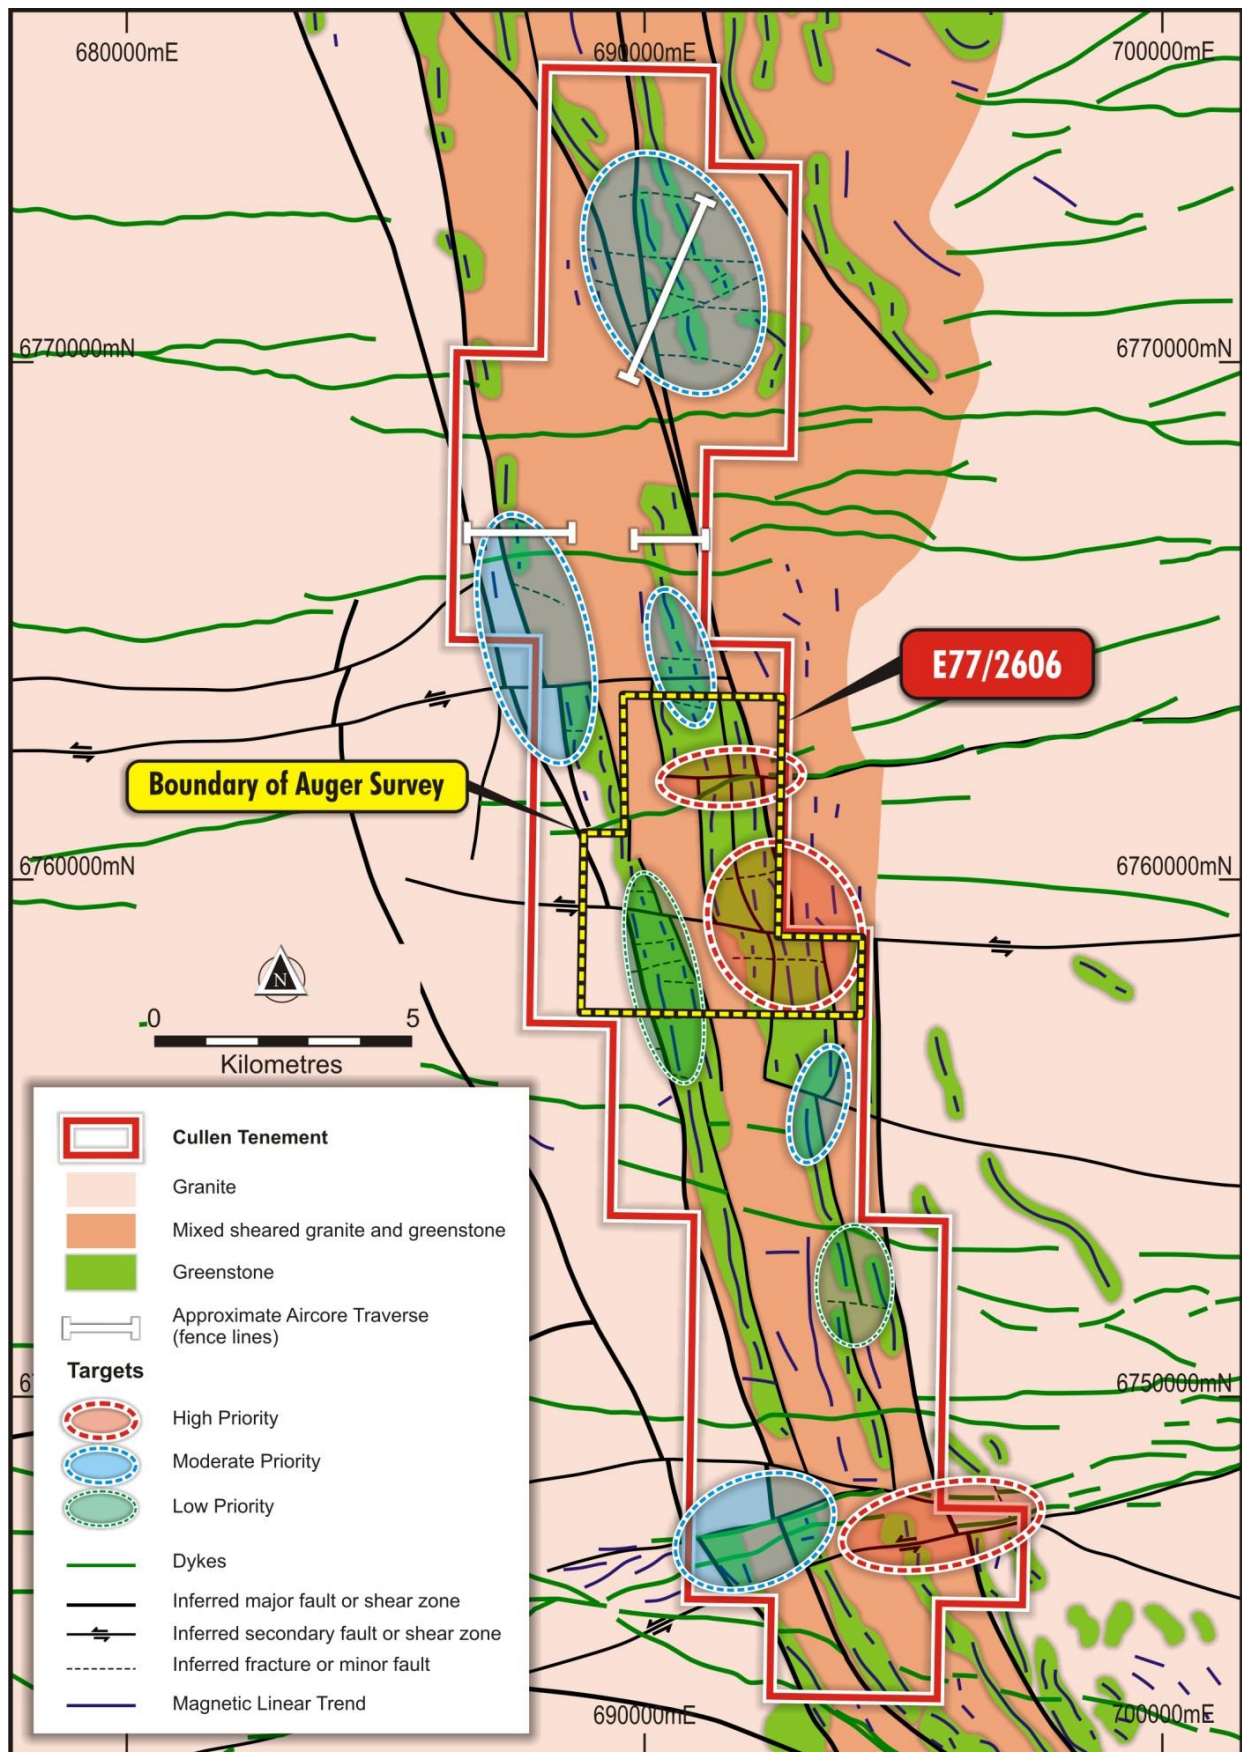 680000mE
690000mE
700000mE
6770000mN
6770000mN
E77/2606
Boundary of Auger Survey
6760000mN
6760000mN
N
0
5
Kilometres
Cullen Tenement
Granite
Mixed sheared granite and greenstone
Greenstone
Approximate Aircore Traverse
(fence lines)
Targets
High Priority
Moderate Priority
Low Priority
Dykes
Inferred major fault or shear zone
Inferred secondary fault or shear zone
Inferred fracture or minor fault
Magnetic Linear Trend
6750000mN
690000mE
700000mE